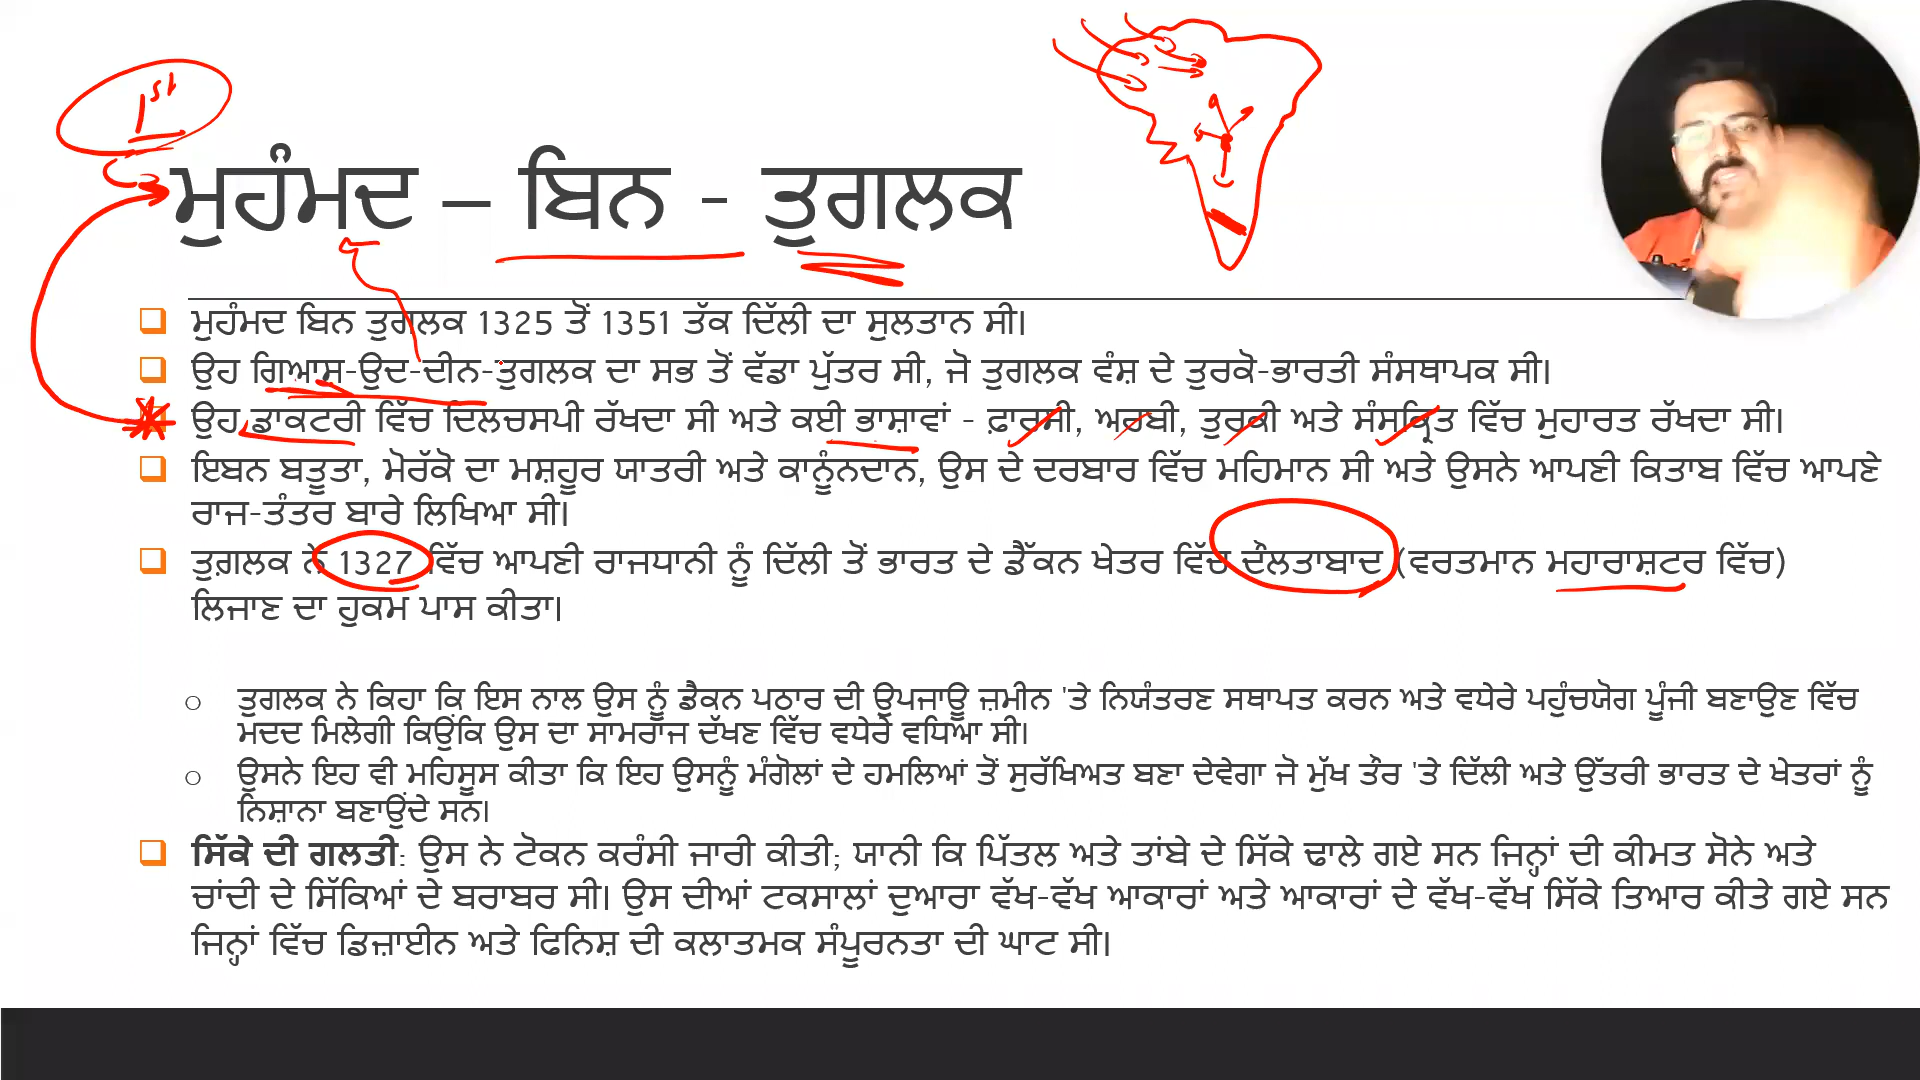 1st
ਮੁਹੰਮਦ – ਬਿਨ - ਤੁਗਲਕ
ਮੁਹੰਮਦ ਬਿਨ ਤੁਗਲਕ 1325 ਤੋਂ 1351 ਤੱਕ ਦਿੱਲੀ ਦਾ ਸੁਲਤਾਨ ਸੀ।
ਉਹ ਗਿਆਸ-ਉਦ-ਦੀਨ-ਤੁਗਲਕ ਦਾ ਸਭ ਤੋਂ ਵੱਡਾ ਪੁੱਤਰ ਸੀ, ਜੋ ਤੁਗਲਕ ਵੰਸ਼ ਦੇ ਤੁਰਕੋ-ਭਾਰਤੀ ਸੰਸਥਾਪਕ ਸੀ।
ਉਹ ਡਾਕਟਰੀ ਵਿੱਚ ਦਿਲਚਸਪੀ ਰੱਖਦਾ ਸੀ ਅਤੇ ਕਈ ਭਾਸ਼ਾਵਾਂ - ਫ਼ਾਰਸੀ, ਅਰਬੀ, ਤੁਰਕੀ ਅਤੇ ਸੰਸਕ੍ਰਿਤ ਵਿੱਚ ਮੁਹਾਰਤ ਰੱਖਦਾ ਸੀ।
ਇਬਨ ਬਤੂਤਾ, ਮੋਰੱਕੋ ਦਾ ਮਸ਼ਹੂਰ ਯਾਤਰੀ ਅਤੇ ਕਾਨੂੰਨਦਾਨ, ਉਸ ਦੇ ਦਰਬਾਰ ਵਿੱਚ ਮਹਿਮਾਨ ਸੀ ਅਤੇ ਉਸਨੇ ਆਪਣੀ ਕਿਤਾਬ ਵਿੱਚ ਆਪਣੇ
ਰਾਜ-ਤੰਤਰ ਬਾਰੇ ਲਿਖਿਆ ਸੀ।
ਤੁਗ਼ਲਕ ਨੇ 1327 ਵਿੱਚ ਆਪਣੀ ਰਾਜਧਾਨੀ ਨੂੰ ਦਿੱਲੀ ਤੋਂ ਭਾਰਤ ਦੇ ਡੈੱਕਨ ਖੇਤਰ ਵਿੱਚ ਦੌਲਤਾਬਾਦ (ਵਰਤਮਾਨ ਮਹਾਰਾਸ਼ਟਰ ਵਿੱਚ)
ਲਿਜਾਣ ਦਾ ਹੁਕਮ ਪਾਸ ਕੀਤਾ।
ਤੁਗਲਕ ਨੇ ਕਿਹਾ ਕਿ ਇਸ ਨਾਲ ਉਸ ਨੂੰ ਡੈਕਨ ਪਠਾਰ ਦੀ ਉਪਜਾਊ ਜ਼ਮੀਨ 'ਤੇ ਨਿਯੰਤਰਣ ਸਥਾਪਤ ਕਰਨ ਅਤੇ ਵਧੇਰੇ ਪਹੁੰਚਯੋਗ ਪੂੰਜੀ ਬਣਾਉਣ ਵਿੱਚ
ਮਦਦ ਮਿਲੇਗੀ ਕਿਉਂਕਿ ਉਸ ਦਾ ਸਾਮਰਾਜ ਦੱਖਣ ਵਿੱਚ ਵਧੇਰੇ ਵਧਿਆ ਸੀ।
ਉਸਨੇ ਇਹ ਵੀ ਮਹਿਸੂਸ ਕੀਤਾ ਕਿ ਇਹ ਉਸਨੂੰ ਮੰਗੋਲਾਂ ਦੇ ਹਮਲਿਆਂ ਤੋਂ ਸੁਰੱਖਿਅਤ ਬਣਾ ਦੇਵੇਗਾ ਜੋ ਮੁੱਖ ਤੌਰ 'ਤੇ ਦਿੱਲੀ ਅਤੇ ਉੱਤਰੀ ਭਾਰਤ ਦੇ ਖੇਤਰਾਂ ਨੂੰ
ਨਿਸ਼ਾਨਾ ਬਣਾਉਂਦੇ ਸਨ।
ਸਿੱਕੇ ਦੀ ਗਲਤੀ: ਉਸ ਨੇ ਟੋਕਨ ਕਰੰਸੀ ਜਾਰੀ ਕੀਤੀ; ਯਾਨੀ ਕਿ ਪਿੱਤਲ ਅਤੇ ਤਾਂਬੇ ਦੇ ਸਿੱਕੇ ਢਾਲੇ ਗਏ ਸਨ ਜਿਨ੍ਹਾਂ ਦੀ ਕੀਮਤ ਸੋਨੇ ਅਤੇ
ਚਾਂਦੀ ਦੇ ਸਿੱਕਿਆਂ ਦੇ ਬਰਾਬਰ ਸੀ। ਉਸ ਦੀਆਂ ਟਕਸਾਲਾਂ ਦੁਆਰਾ ਵੱਖ-ਵੱਖ ਆਕਾਰਾਂ ਅਤੇ ਆਕਾਰਾਂ ਦੇ ਵੱਖ-ਵੱਖ ਸਿੱਕੇ ਤਿਆਰ ਕੀਤੇ ਗਏ ਸਨ
ਜਿਨ੍ਹਾਂ ਵਿੱਚ ਡਿਜ਼ਾਈਨ ਅਤੇ ਫਿਨਿਸ਼ ਦੀ ਕਲਾਤਮਕ ਸੰਪੂਰਨਤਾ ਦੀ ਘਾਟ ਸੀ।